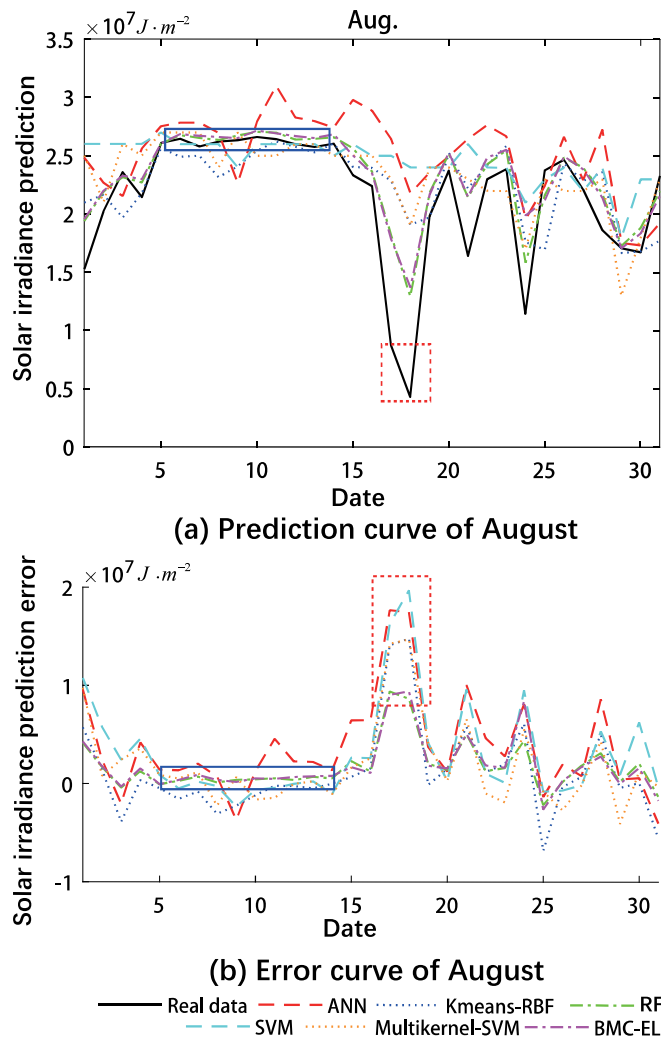 Aug.
×10⁷ J·m⁻²
3.5
3
2.5
2
1.5
1
0.5
0
Solar irradiance prediction
5 10 15 20 25 30
Date
(a) Prediction curve of August
×10⁷ J·m⁻²
2
1
0
-1
Solar irradiance prediction error
5 10 15 20 25 30
Date
(b) Error curve of August
Real data ANN Kmeans-RBF RF
SVM Multikernel-SVM BMC-EL